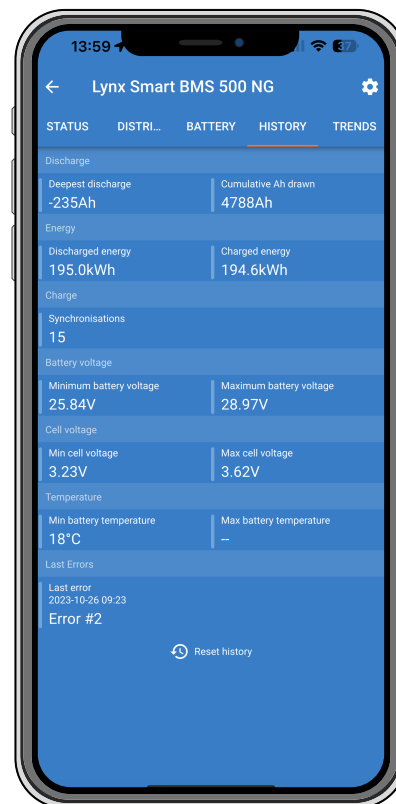 13:59
37
Lynx Smart BMS 500 NG
STATUS DISTRI... BATTERY HISTORY TRENDS
Discharge
Deepest discharge Cumulative Ah drawn
-235Ah 4788Ah
Energy
Discharged energy Charged energy
195.0kWh 194.6kWh
Charge
Synchronisations
15
Battery voltage
Minimum battery voltage Maximum battery voltage
25.84V 28.97V
Cell voltage
Min cell voltage Max cell voltage
3.23V 3.62V
Temperature
Min battery temperature Max battery temperature
18°C --
Last Errors
Last error
2023-10-26 09:23
Error #2
Reset history